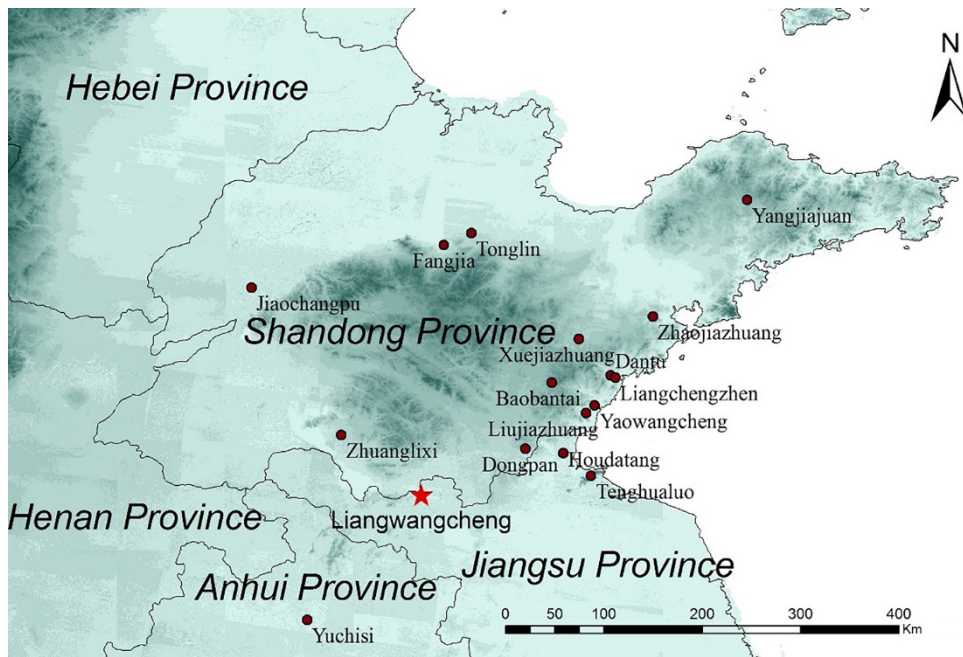 N
Hebei Province
Yangjiajuan
Tonglin
Fangjia
Jiaochangpu
Shandong Province
Zhaojiazhuang
Xuejiazhuang
Dantu
Liangchengzhen
Baobantai
Yaowangcheng
Liujiazhuang
Zhuanglixi
Dongpan
Houdatang
Tenghualuo
Henan Province
Liangwangcheng
Jiangsu Province
Anhui Province
Yuchisi
0 50 100 200 300 400
Km